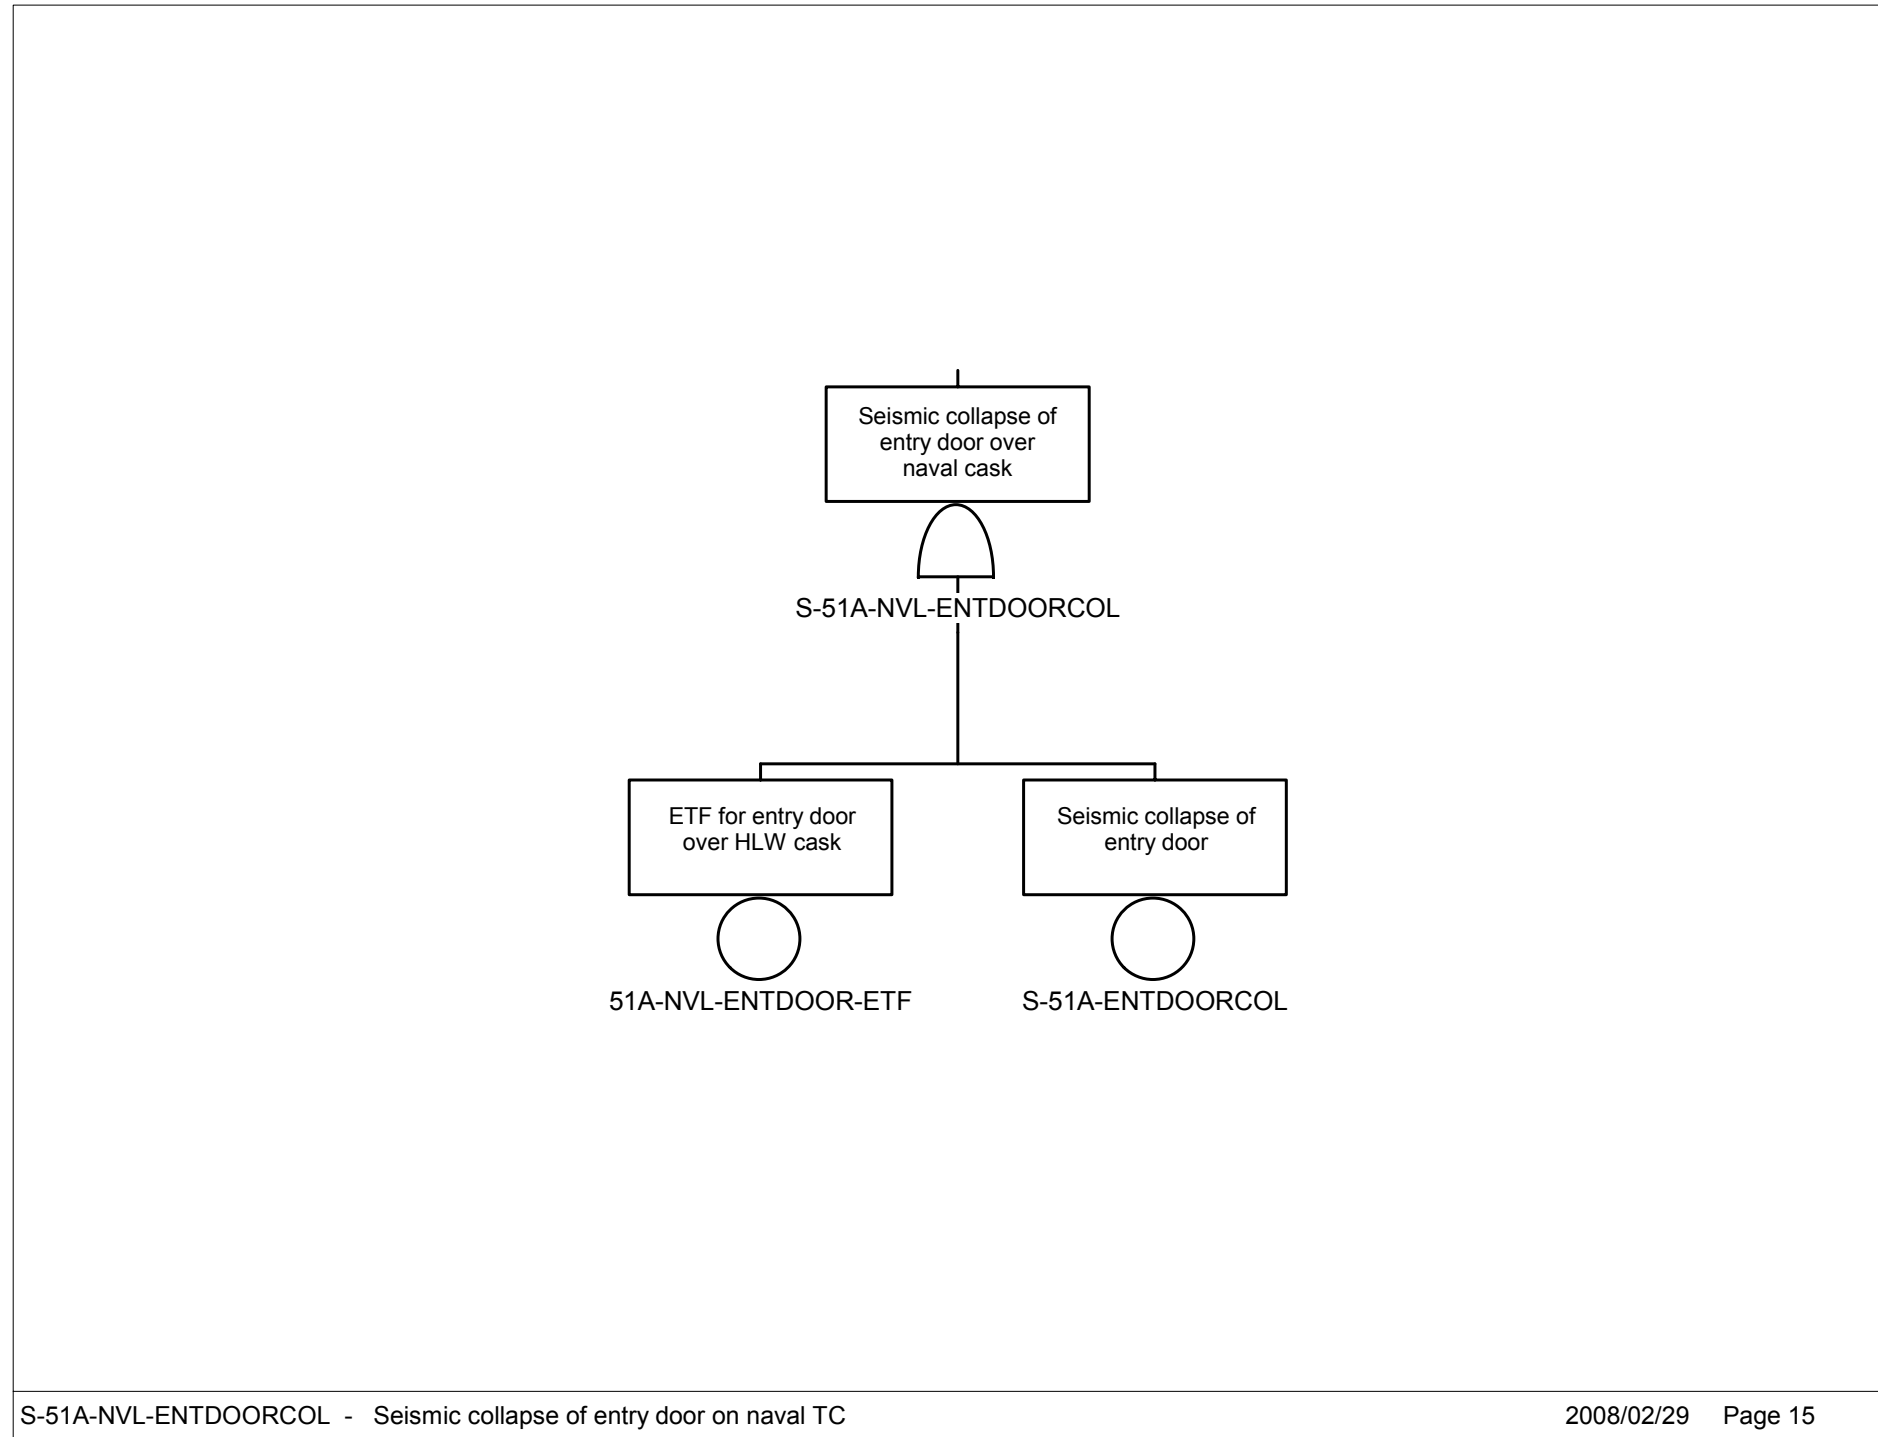 Seismic collapse of
entry door over
naval cask
S-51A-NVL-ENTDOORCOL
ETF for entry door
over HLW cask
51A-NVL-ENTDOOR-ETF
Seismic collapse of
entry door
S-51A-ENTDOORCOL
S-51A-NVL-ENTDOORCOL - Seismic collapse of entry door on naval TC
2008/02/29 Page 15